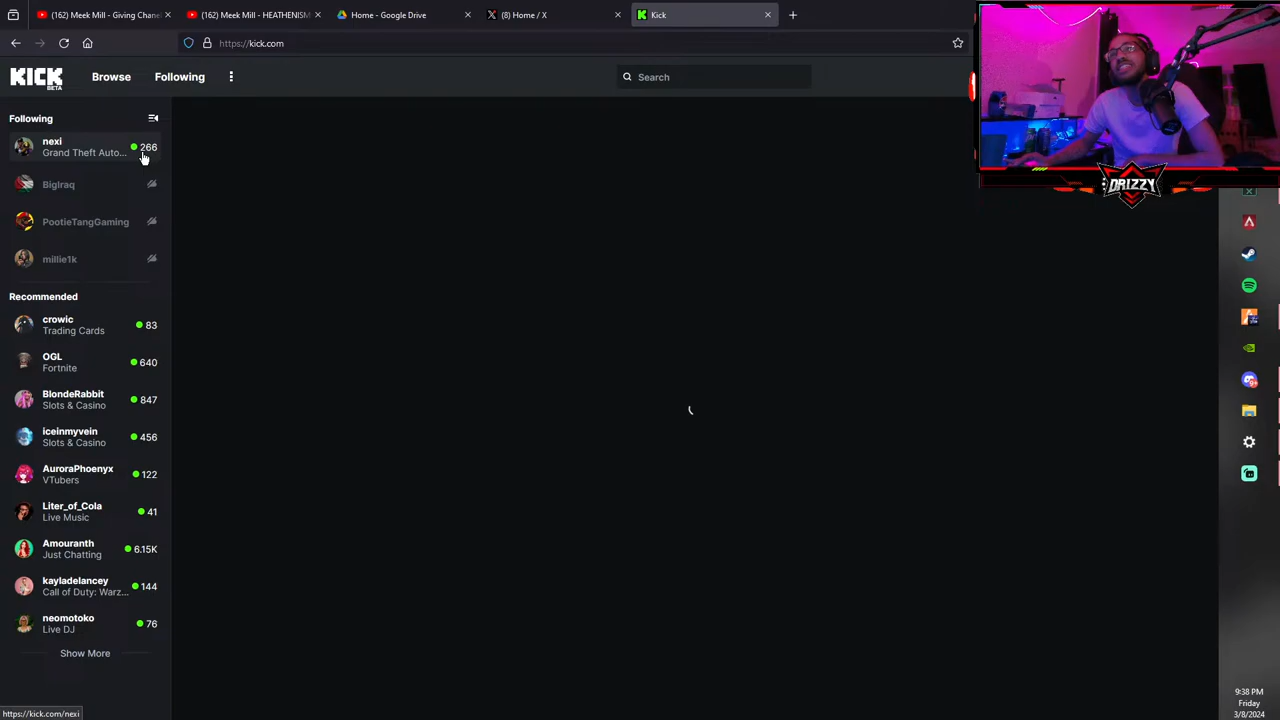 (162) Meek Mill - Giving Chanel
(162) Meek Mill - HEATHENISM
Home - Google Drive
Home / X
Kick
https://kick.com
KICK
BETA
Browse
Following
Search
Following
nexi
266
Grand Theft Auto...
BigIraq
PootieTangGaming
millie1k
Recommended
crowic
83
Trading Cards
OGL
640
Fortnite
BlondeRabbit
847
Slots & Casino
iceinmyvein
456
Slots & Casino
AuroraPhoenyx
122
VTubers
Liter_of_Cola
41
Live Music
Amouranth
6.15K
Just Chatting
kayladelancey
144
Call of Duty: Warz...
neomotoko
76
Live DJ
Show More
https://kick.com/nexi
DRIZZY
9:38 PM
Friday
3/8/2024